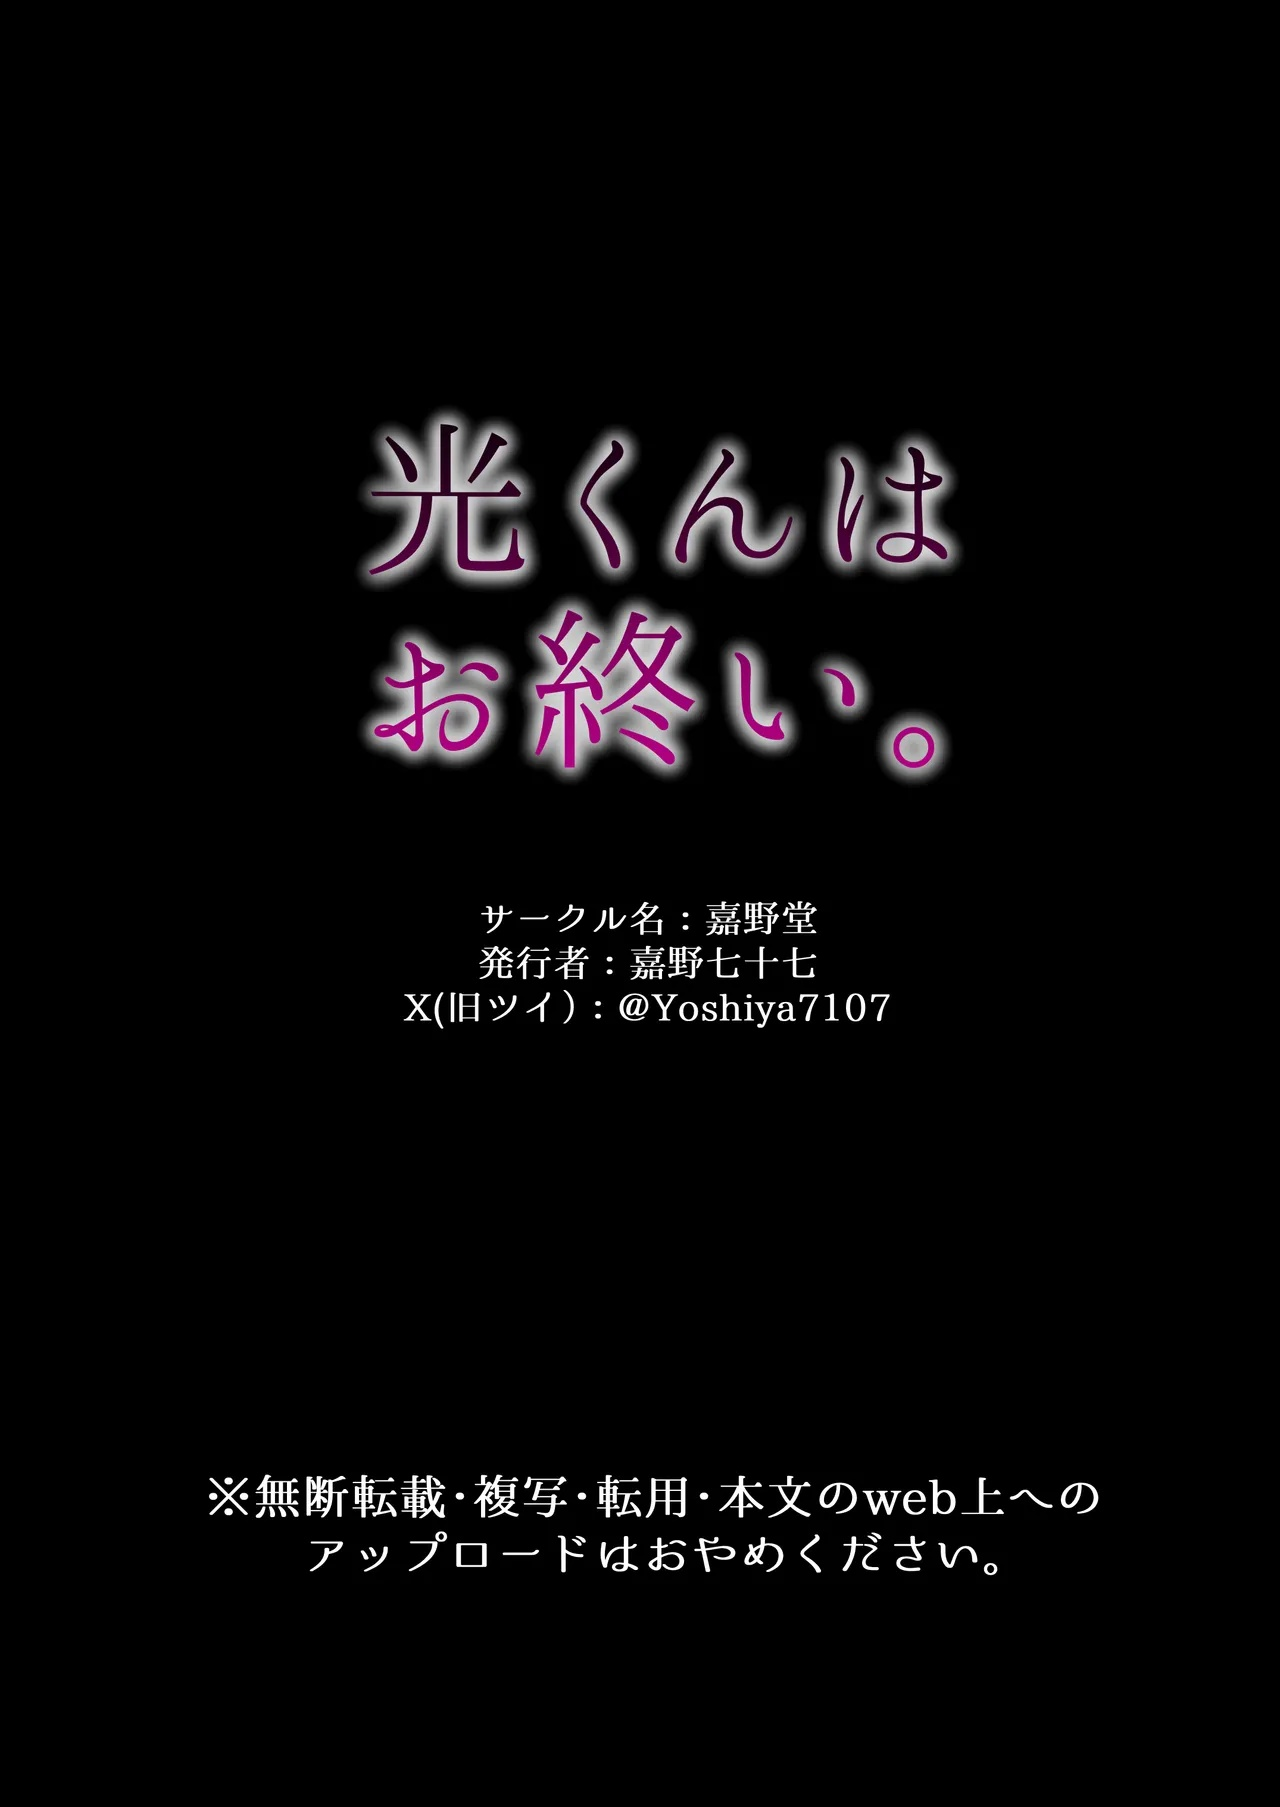 光くんは
お終い。
サークル名：嘉野堂
発行者：嘉野七十七
X(旧ツイ)：@Yoshiya7107
※無断転載・複写・転用・本文のweb上への
アップロードはおやめください。